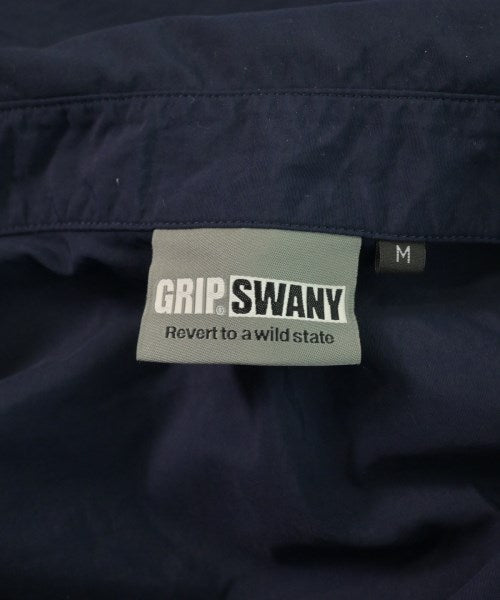 GRIP® SWANY
Revert to a wild state
M